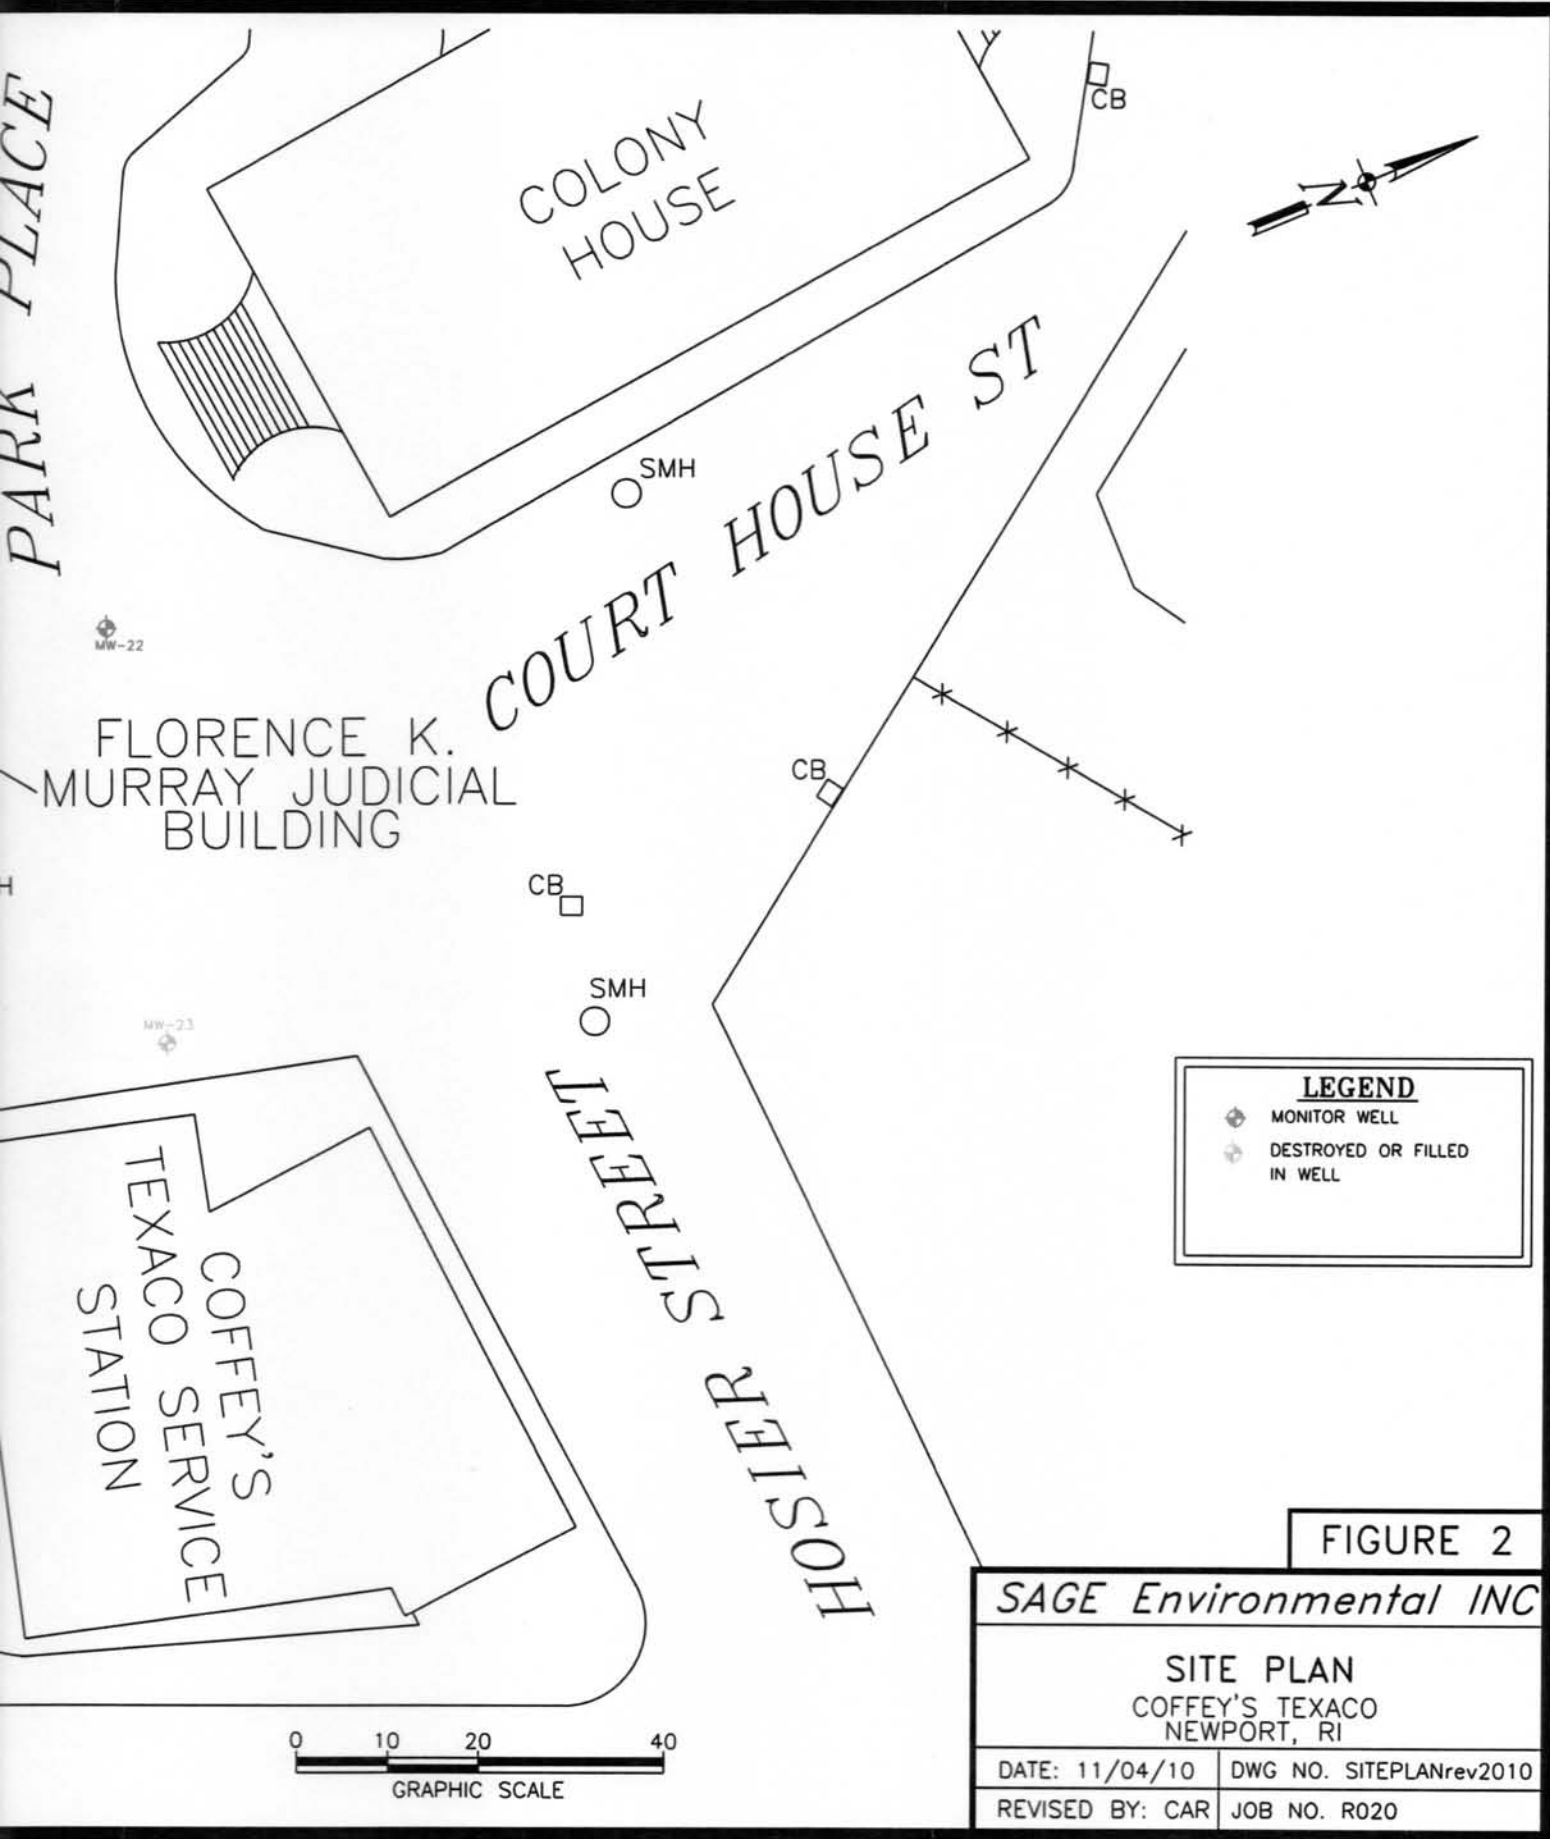 PARK PLACE
COLONY
HOUSE
CB
N
COURT HOUSE ST
SMH
MW-22
FLORENCE K.
MURRAY JUDICIAL
BUILDING
CB
CB
H
SMH
MW-23
HOSIER STREET
COFFEY'S
TEXACO SERVICE
STATION
LEGEND
MONITOR WELL
DESTROYED OR FILLED
IN WELL
0 10 20 40
GRAPHIC SCALE
FIGURE 2
SAGE Environmental INC
SITE PLAN
COFFEY'S TEXACO
NEWPORT, RI
DATE: 11/04/10 DWG NO. SITEPLANrev2010
REVISED BY: CAR JOB NO. R020